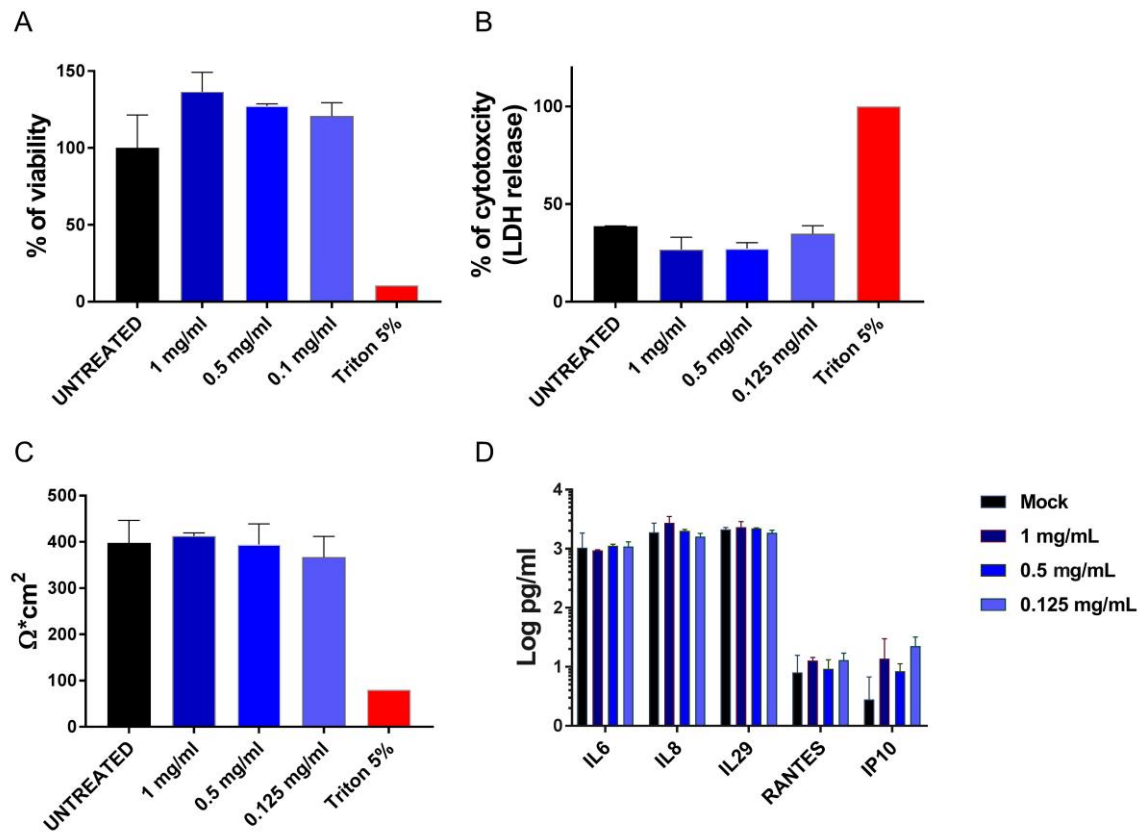 A
% of viability
150
100
50
0
UNTREATED
1 mg/ml
0.5 mg/ml
0.1 mg/ml
Triton 5%
B
% of cytotoxcity
(LDH release)
100
50
0
UNTREATED
1 mg/ml
0.5 mg/ml
0.125 mg/ml
Triton 5%
C
Ω*cm²
500
400
300
200
100
0
UNTREATED
1 mg/ml
0.5 mg/ml
0.125 mg/ml
Triton 5%
D
Log pg/ml
4
3
2
1
0
IL6
IL8
IL29
RANTES
IP10
Mock
1 mg/mL
0.5 mg/mL
0.125 mg/mL